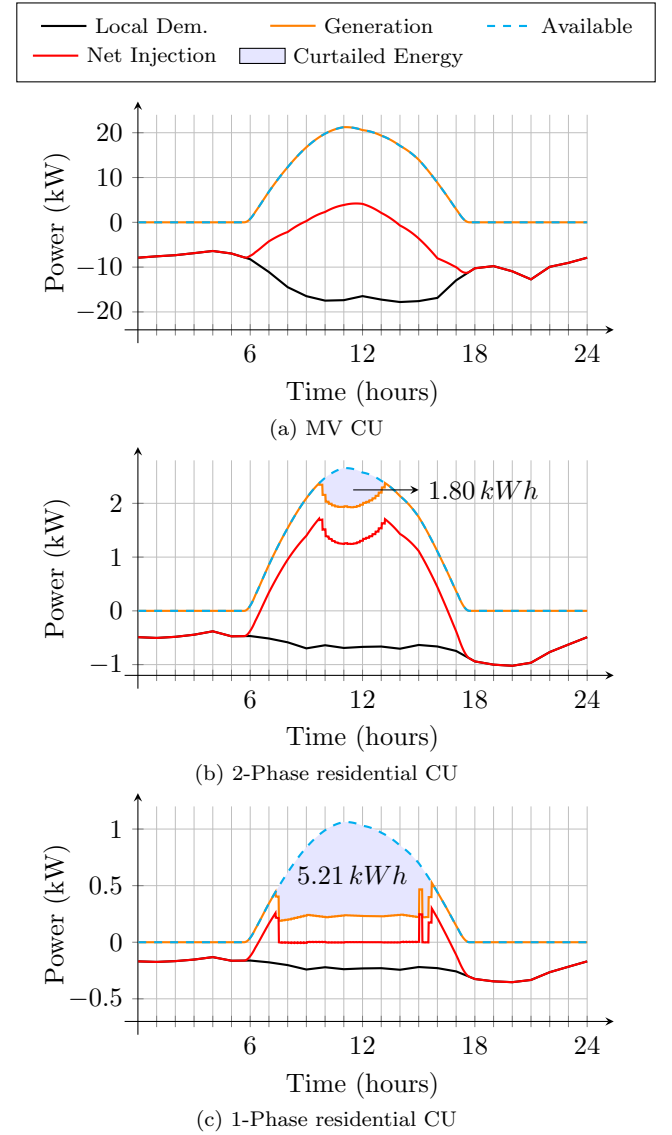 Local Dem. Generation Available
Net Injection Curtailed Energy
20
10
0
−10
−20
Power (kW)
6 12 18 24
Time (hours)
(a) MV CU
2
1
0
−1
Power (kW)
1.80 kWh
6 12 18 24
Time (hours)
(b) 2-Phase residential CU
1
0.5
0
−0.5
Power (kW)
5.21 kWh
6 12 18 24
Time (hours)
(c) 1-Phase residential CU